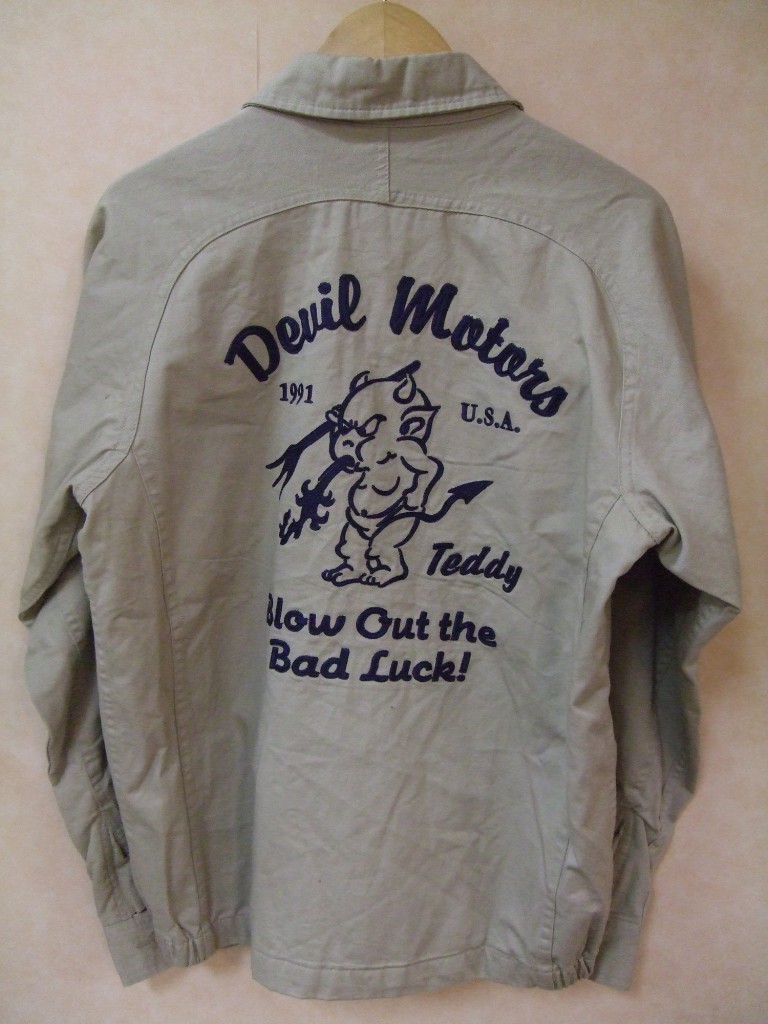 Devil Motors
1991
U.S.A.
Teddy
Blow Out the
Bad Luck!